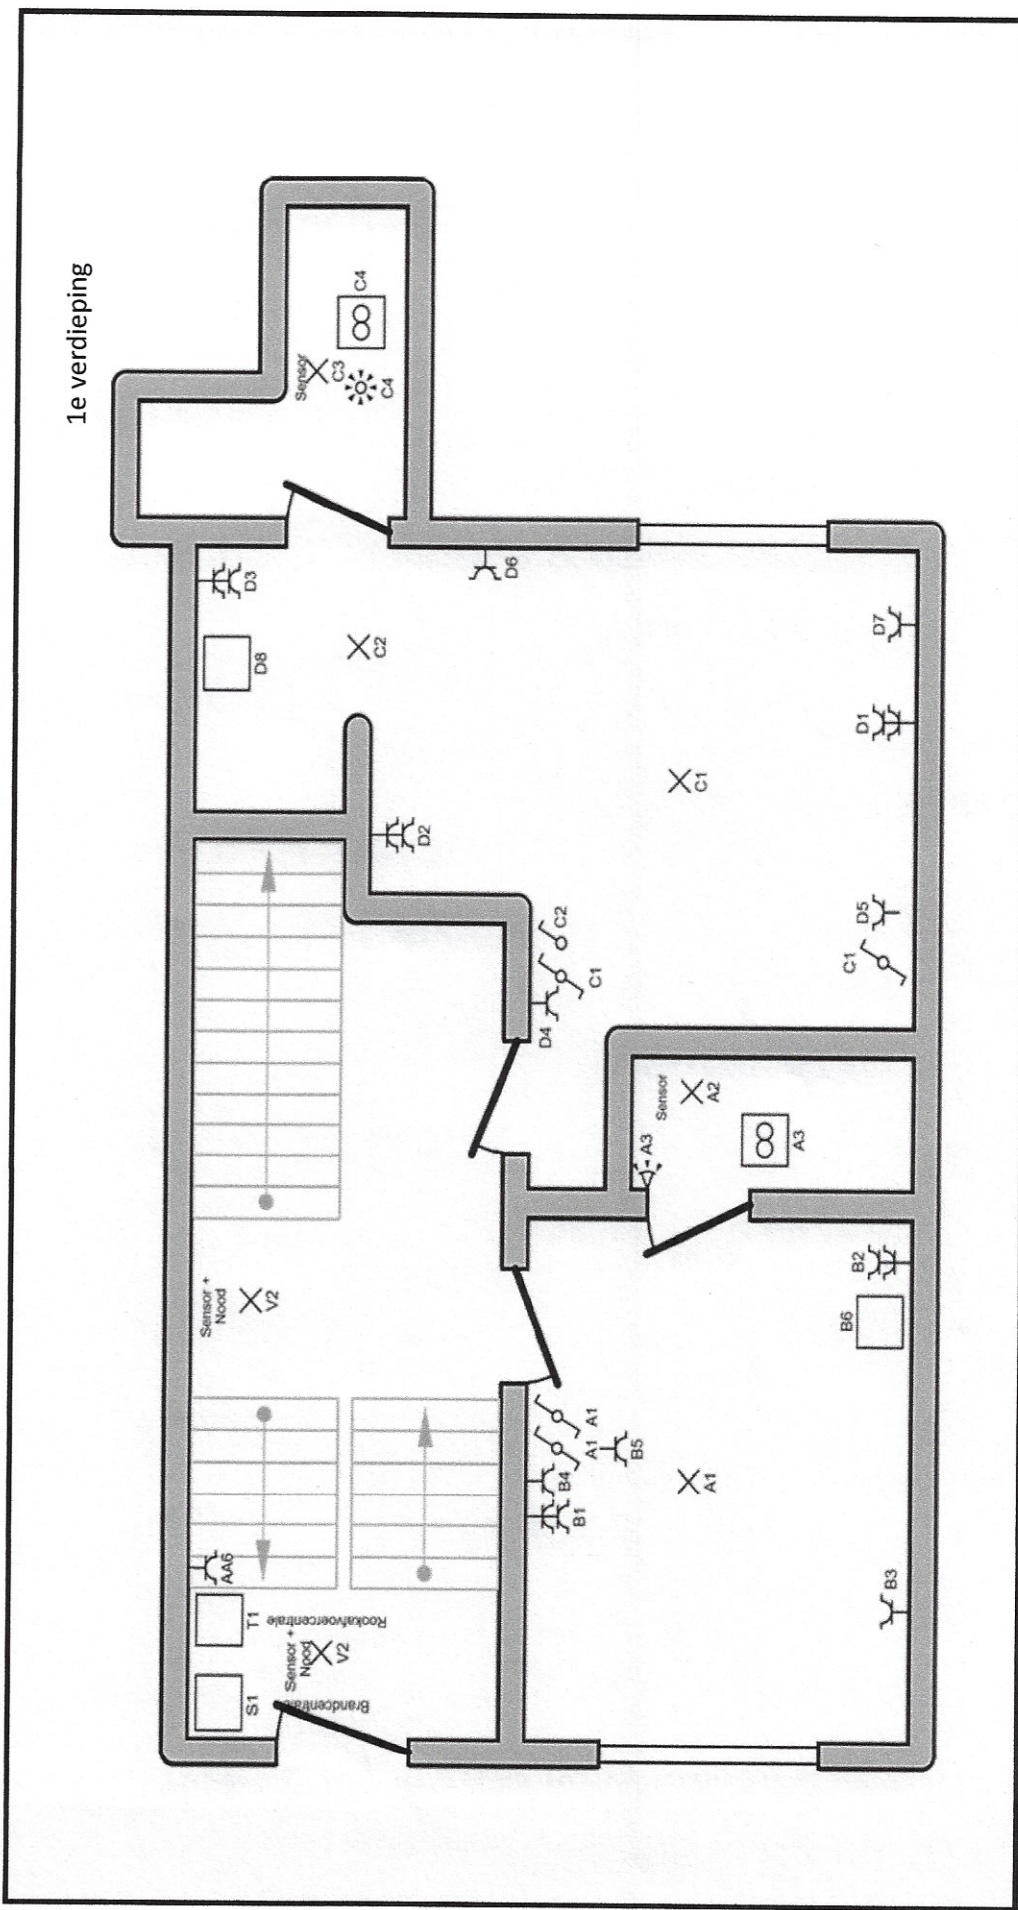 1e verdieping
Sensor
C3
C4
C4
D3
D8
C2
D6
D7
D1
C1
D2
D5
C1
C2
C1
D4
Sensor
A2
A3
A3
Sensor +
Nood
V2
B2
B6
A1
A1
B4
B1
B5
A1
B3
AA6
T1
Rookafvoercentrale
Sensor +
Nood
V2
S1
Brandcentrale